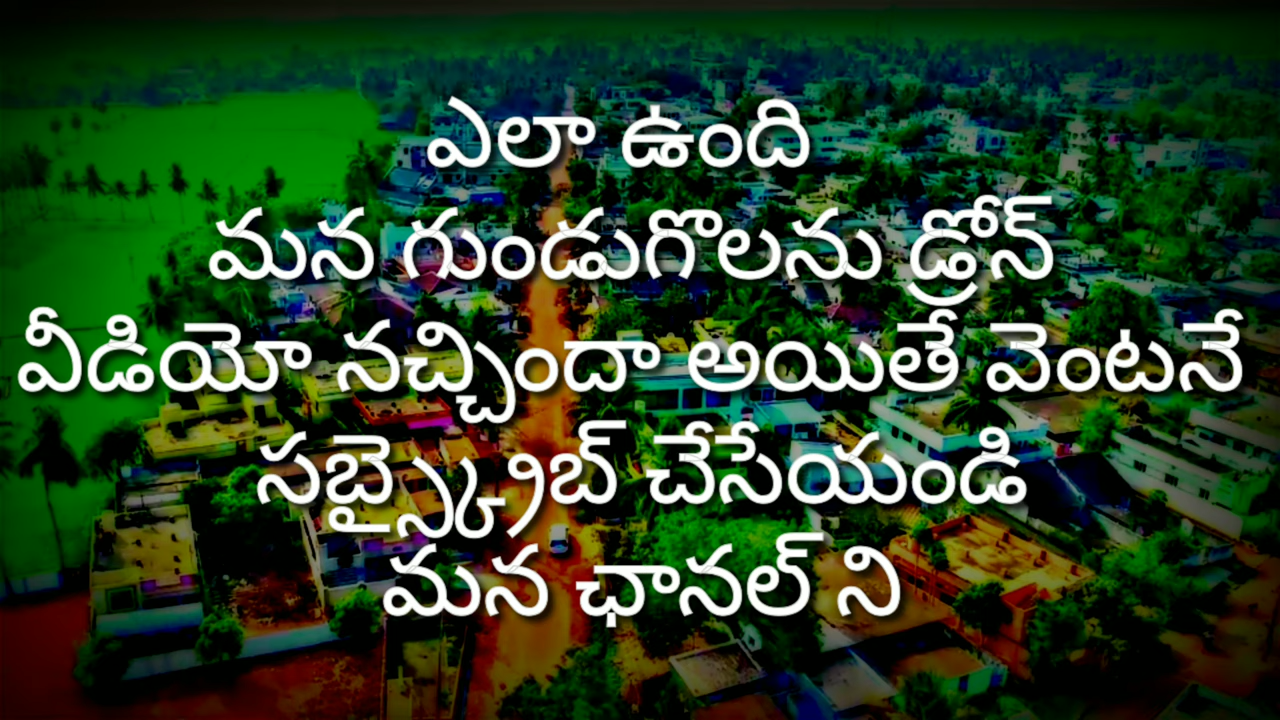 ఎలా ఉంది
మన గుండుగొలను డ్రోన్
వీడియో నచ్చిందా అయితే వెంటనే
సబ్స్క్రైబ్ చేసేయండి
మన ఛానల్ ని